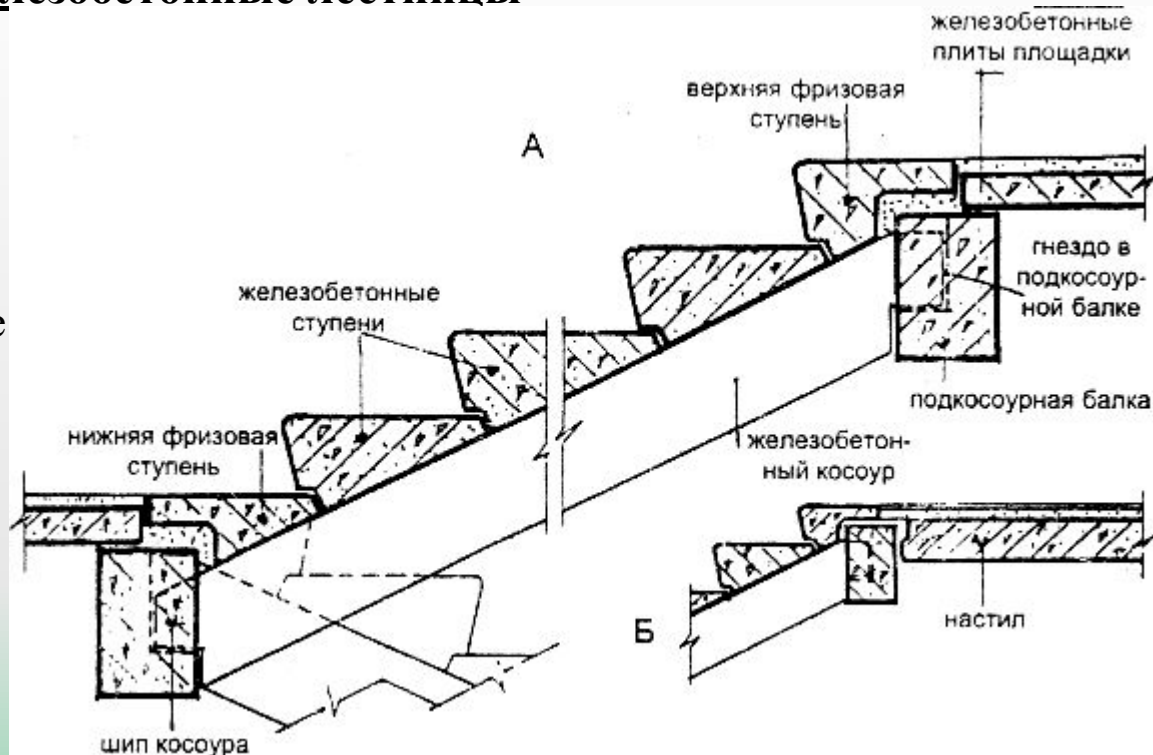 железобетонные
плиты площадки
верхняя фризовая
ступень
А
гнездо в
подкосоур-
ной балке
железобетонные
ступени
подкосоурная балка
нижняя фризовая
ступень
железобетон-
ный косоур
Б
настил
шип косоура